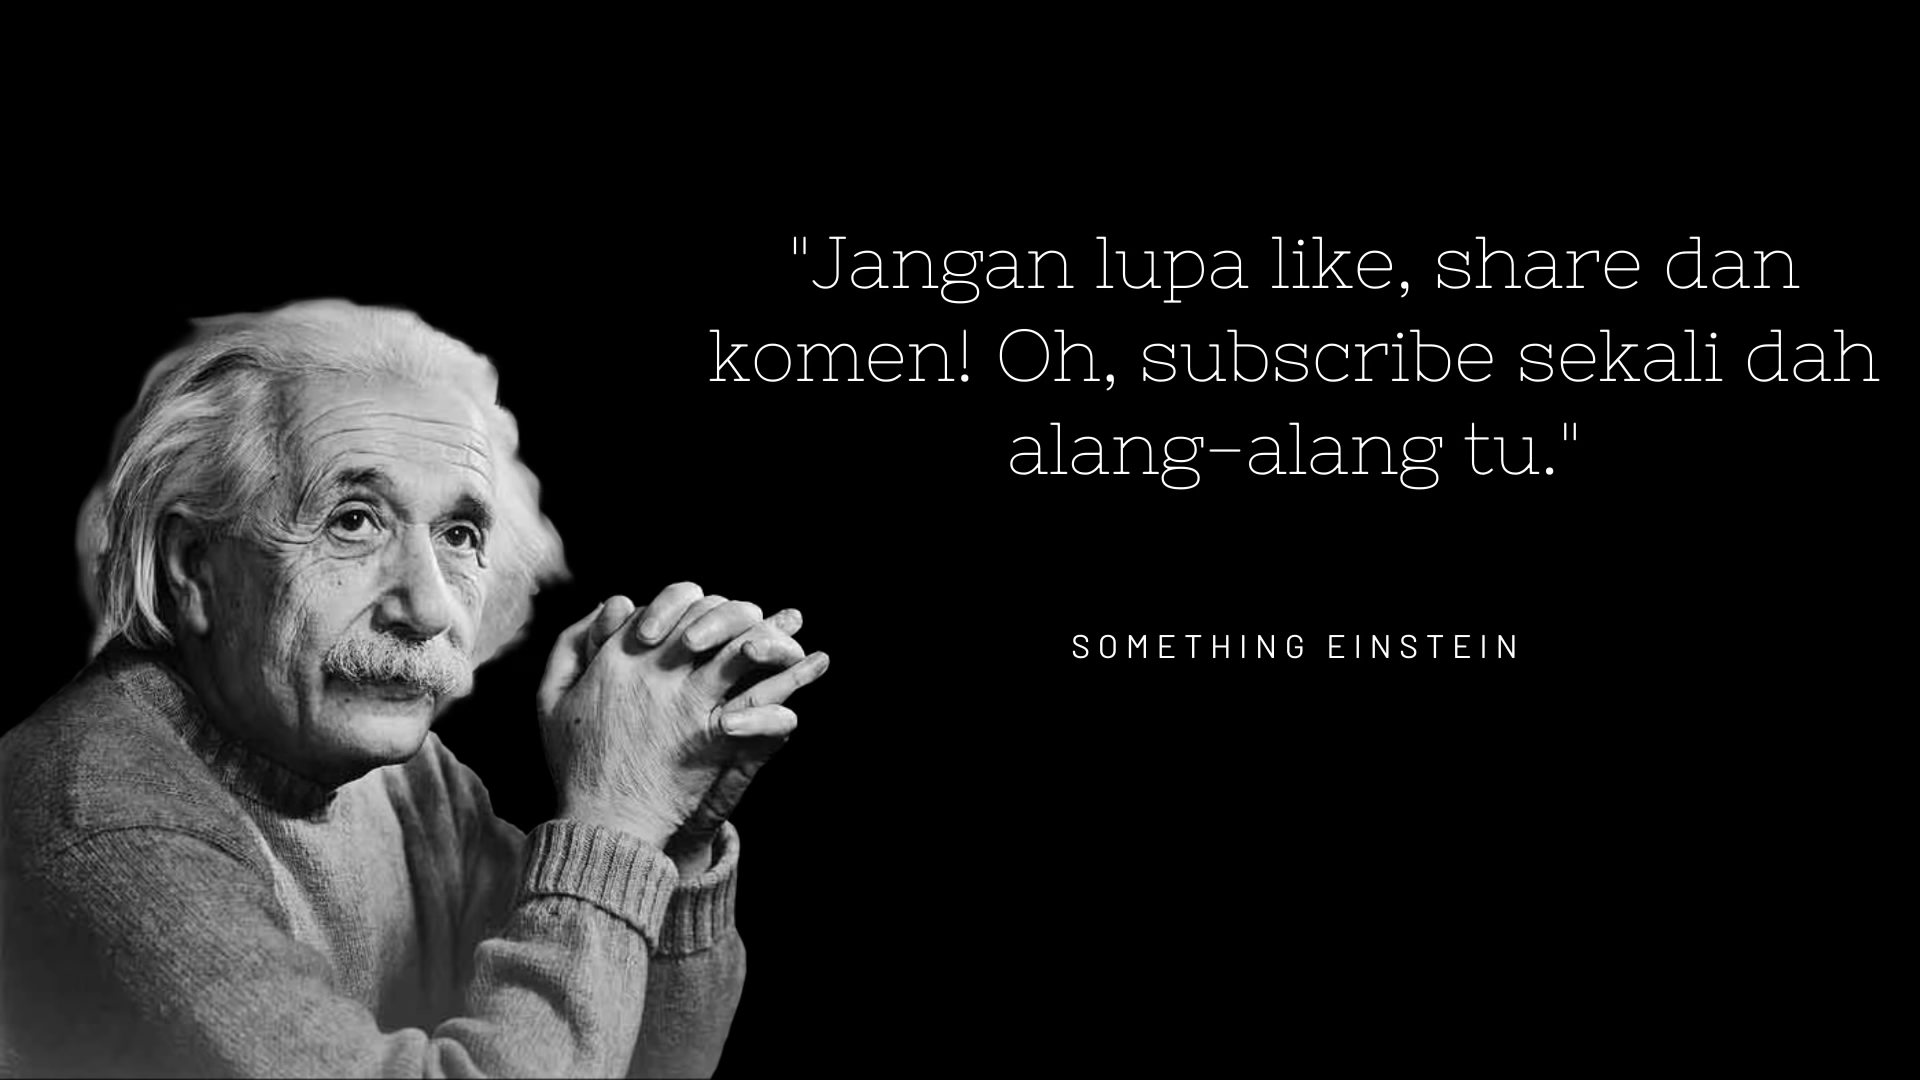 "Jangan lupa like, share dan
komen! Oh, subscribe sekali dah
alang-alang tu."
SOMETHING EINSTEIN